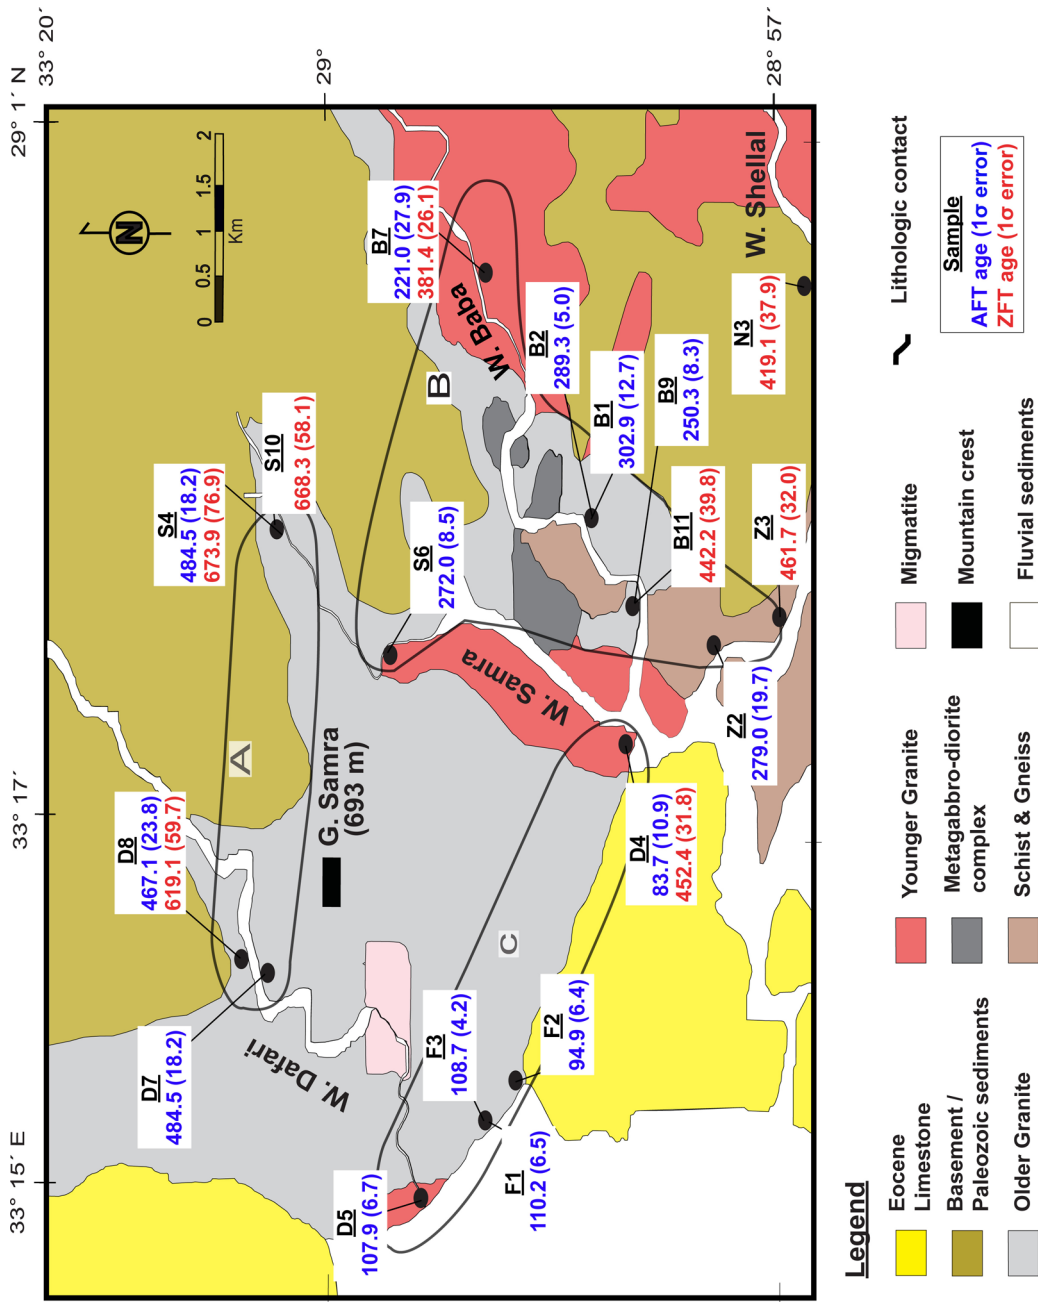 33° 15´ E
33° 17´
33° 20´
29° 1´ N
29°
28° 57´
N
0 0.5 1 1.5 2
Km
D7
484.5 (18.2)
D8
467.1 (23.8)
619.1 (59.7)
S4
484.5 (18.2)
673.9 (76.9)
S10
668.3 (58.1)
A
W. Dafari
G. Samra
(693 m)
B7
221.0 (27.9)
381.4 (26.1)
B
W. Baba
S6
272.0 (8.5)
B2
289.3 (5.0)
B1
302.9 (12.7)
B9
250.3 (8.3)
B11
442.2 (39.8)
Z3
461.7 (32.0)
N3
419.1 (37.9)
W. Shellal
W. Samra
Z2
279.0 (19.7)
D4
83.7 (10.9)
452.4 (31.8)
C
F3
108.7 (4.2)
F2
94.9 (6.4)
F1
110.2 (6.5)
D5
107.9 (6.7)
Legend
Eocene
Limestone
Basement /
Paleozoic sediments
Older Granite
Younger Granite
Metagabbro-diorite
complex
Schist & Gneiss
Migmatite
Mountain crest
Fluvial sediments
Lithologic contact
Sample
AFT age (1σ error)
ZFT age (1σ error)